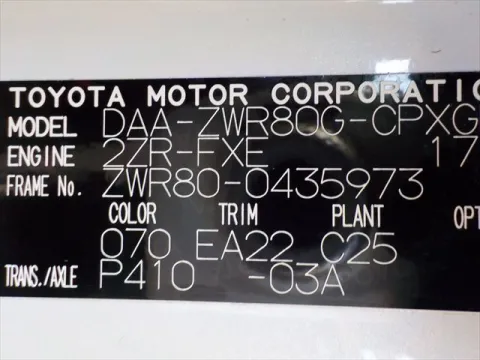 TOYOTA MOTOR CORPORATIO
MODEL DAA-ZWR80G-CPXG
ENGINE 2ZR-FXE 17
FRAME No. ZWR80-0435973
COLOR TRIM PLANT OPT
070 EA22 C25
TRANS./AXLE P410 -03A